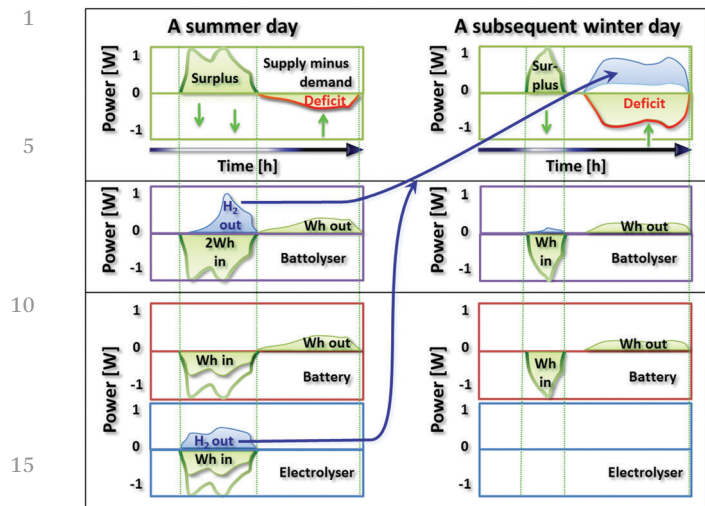 1
5
10
15
A summer day
A subsequent winter day
Power [W]
1
0
-1
Surplus
Supply minus
demand
Deficit
Time [h]
Power [W]
1
0
-1
Sur-
plus
Deficit
Time [h]
Power [W]
1
0
-1
H₂
out
2Wh
in
Wh out
Battolyser
Power [W]
1
0
-1
Wh
in
Wh out
Battolyser
Power [W]
1
0
-1
Wh in
Wh out
Battery
1
0
-1
H₂ out
Wh in
Electrolyser
Power [W]
1
0
-1
Wh
in
Wh out
Battery
1
0
-1
Electrolyser